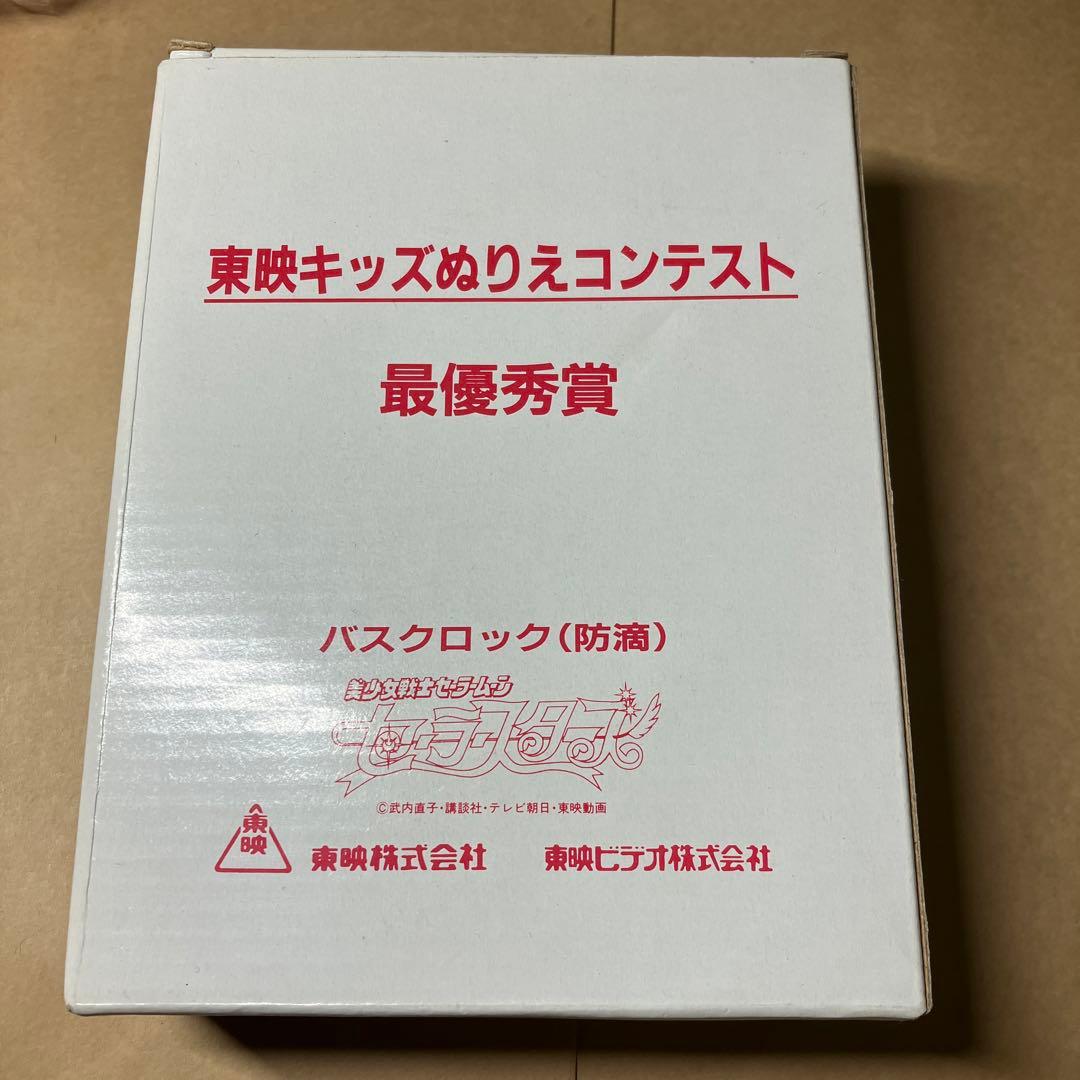 東映キッズぬりえコンテスト
最優秀賞
バスクロック(防滴)
美少女戦士セーラームーン
セーラースターズ
©武内直子・講談社・テレビ朝日・東映動画
東映
東映株式会社 東映ビデオ株式会社